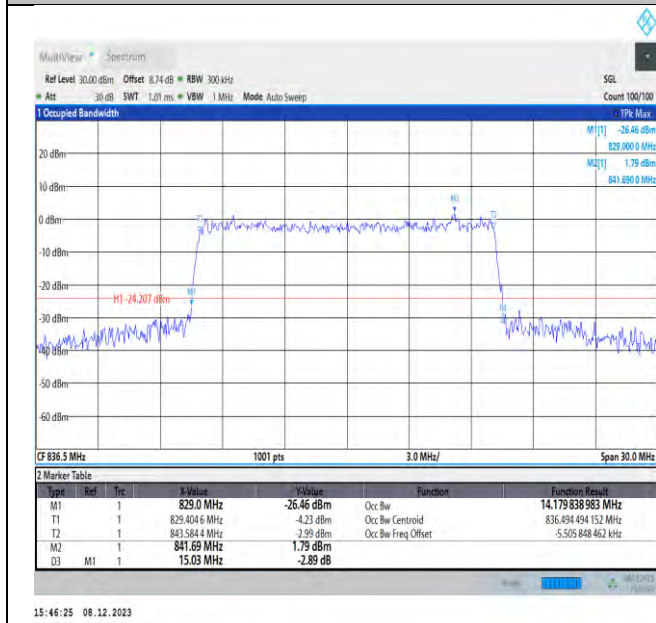 MultiView Spectrum
Ref Level 30.00 dBm Offset 8.74 dB RBW 300 kHz SGL
Att 30 dB SWT 1.01 ms VBW 1 MHz Mode Auto Sweep Count 100/100
1 Occupied Bandwidth 1Pk Max
M1[1] -26.46 dBm
829.000 0 MHz
20 dBm
M2[1] 1.79 dBm
841.690 0 MHz
10 dBm
M2
0 dBm
T1
-10 dBm
-20 dBm
M1
H1 -24.207 dBm
D3
-30 dBm
-40 dBm
-50 dBm
-60 dBm
CF 836.5 MHz 1001 pts 3.0 MHz/ Span 30.0 MHz
2 Marker Table
Type Ref Trc X-Value Y-Value Function Function Result
M1 1 829.0 MHz -26.46 dBm Occ Bw 14.179 838 983 MHz
T1 1 829.404 6 MHz -4.23 dBm Occ Bw Centroid 836.494 494 152 MHz
T2 1 843.584 4 MHz -2.99 dBm Occ Bw Freq Offset -5.505 848 462 kHz
M2 1 841.69 MHz 1.79 dBm
D3 M1 1 15.03 MHz -2.89 dB
15:46:25 08.12.2023